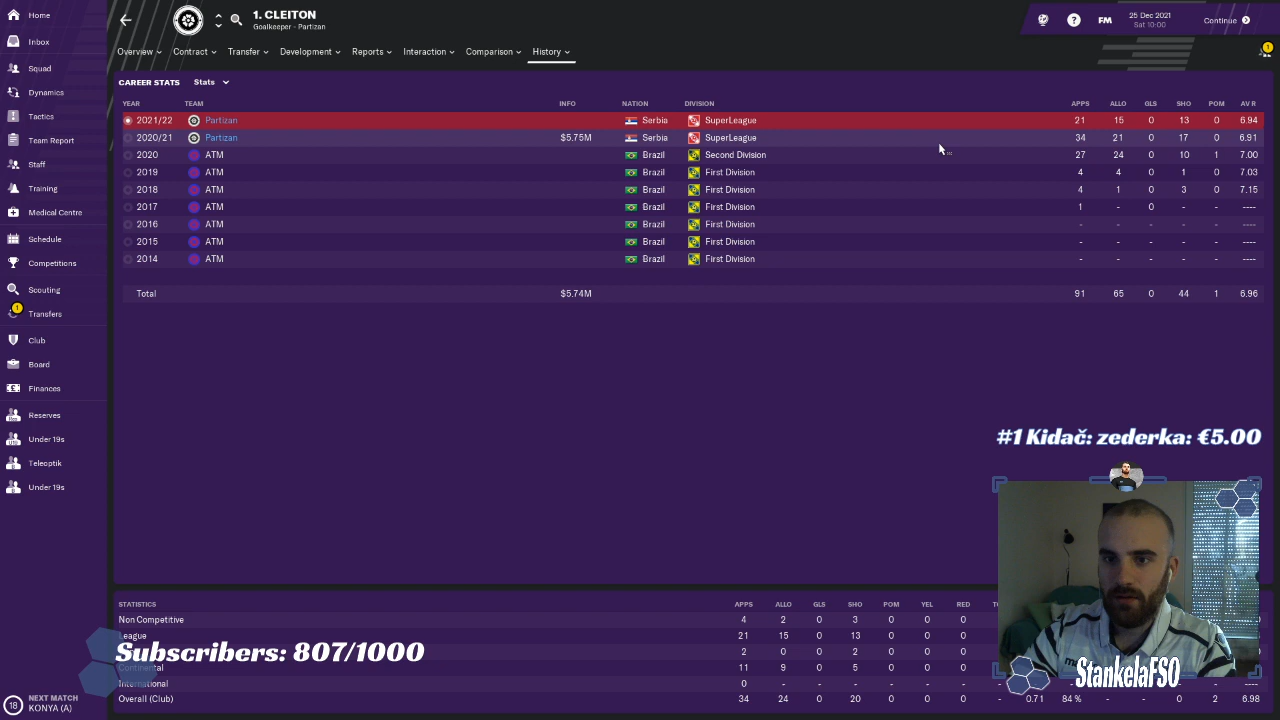 1. CLEITON
Goalkeeper - Partizan
FM
25 Dec 2021
Sat 10:00
Continue
Overview Contract Transfer Development Reports Interaction Comparison History
1
Home
Inbox
Squad
Dynamics
Tactics
Team Report
Staff
Training
Medical Centre
Schedule
Competitions
Scouting
1
Transfers
Club
Board
Finances
Reserves
Under 19s
Teleoptik
Under 19s
18
NEXT MATCH
KONYA (A)
CAREER STATS Stats
YEAR TEAM INFO NATION DIVISION APPS ALLO GLS SHO POM AV R
2021/22 Partizan Serbia SuperLeague 21 15 0 13 0 6.94
2020/21 Partizan $5.75M Serbia SuperLeague 34 21 0 17 0 6.91
2020 ATM Brazil Second Division 27 24 0 10 1 7.00
2019 ATM Brazil First Division 4 4 0 1 0 7.03
2018 ATM Brazil First Division 4 1 0 3 0 7.15
2017 ATM Brazil First Division 1 - 0 - - ----
2016 ATM Brazil First Division - - - - - ----
2015 ATM Brazil First Division - - - - - ----
2014 ATM Brazil First Division - - - - - ----
Total $5.74M 91 65 0 44 1 6.96
#1 Kidač: zederka: €5.00
STATISTICS APPS ALLO GLS SHO POM YEL RED
Non Competitive 4 2 0 3 0 0 0
League 21 15 0 13 0 0 0
2 0 0 2 0 0 0
Continental 11 9 0 5 0 0 0
International 0 - - - - - - ----
Overall (Club) 34 24 0 20 0 0 0 - 0.71 84 % - - 0 2 6.98
Subscribers: 807/1000
StankelaFSO